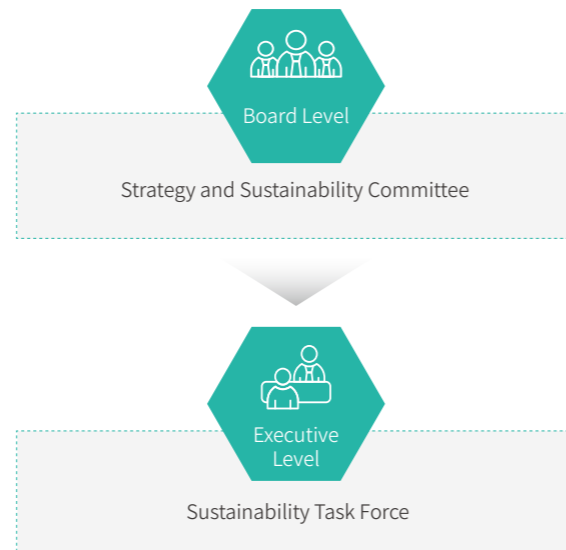 Board Level
Strategy and Sustainability Committee
Executive
Level
Sustainability Task Force